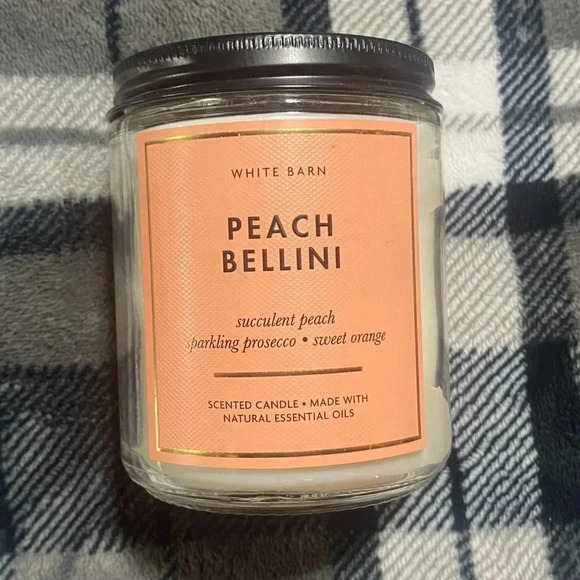 WHITE BARN
PEACH
BELLINI
succulent peach
sparkling prosecco • sweet orange
SCENTED CANDLE • MADE WITH
NATURAL ESSENTIAL OILS